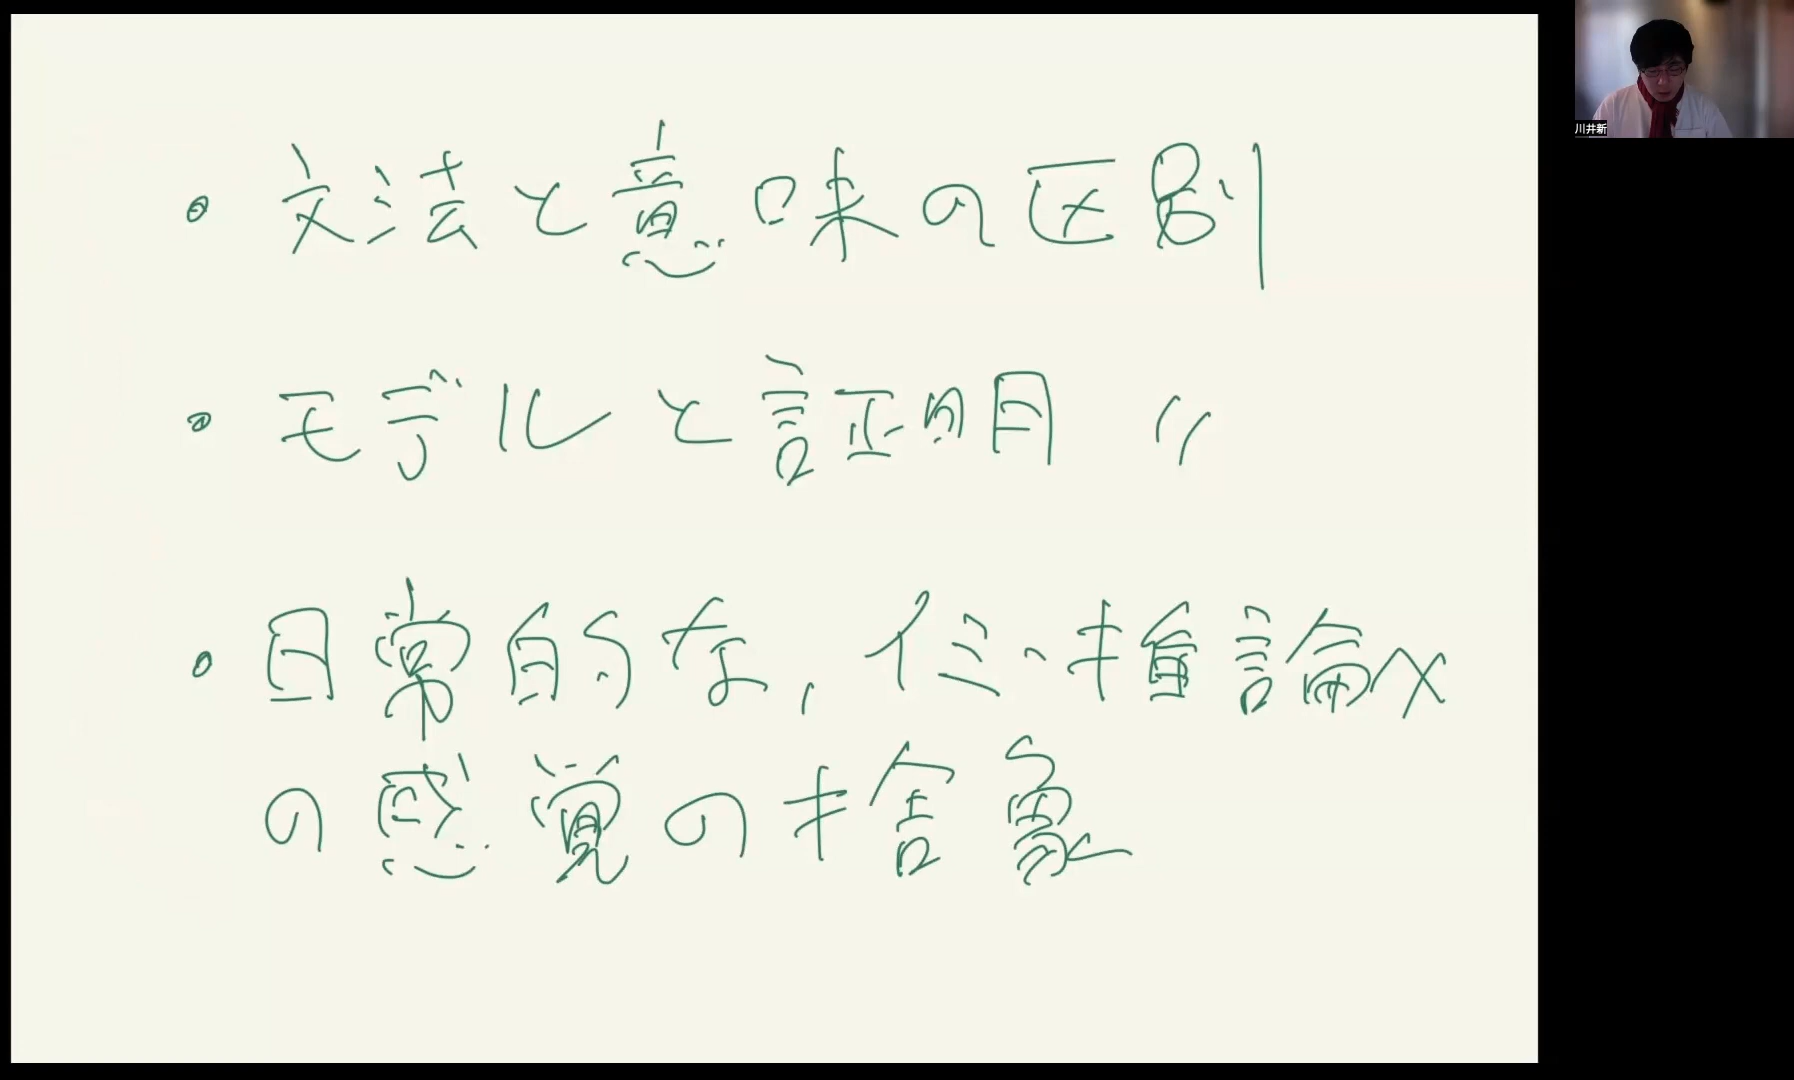 ・文法と意味の区別
・モデルと証明 〃
・日常的な,イミ・推論
の感覚の捨象
川井新